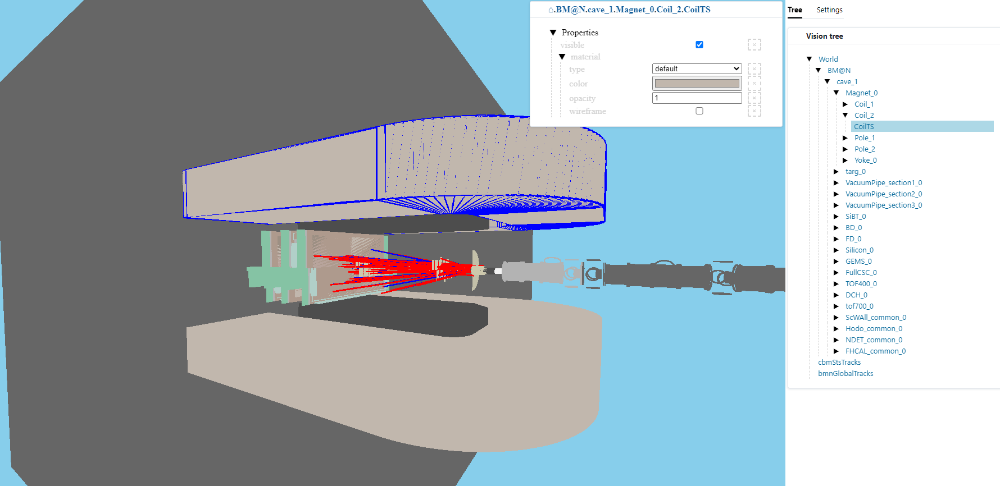 ⌂.BM@N.cave_1.Magnet_0.Coil_2.CoilTS
Properties
visible
material
type
default
color
opacity
1
wireframe
Tree
Settings
Vision tree
World
BM@N
cave_1
Magnet_0
Coil_1
Coil_2
CoilTS
Pole_1
Pole_2
Yoke_0
targ_0
VacuumPipe_section1_0
VacuumPipe_section2_0
VacuumPipe_section3_0
SiBT_0
BD_0
FD_0
Silicon_0
GEMS_0
FullCSC_0
TOF400_0
DCH_0
tof700_0
ScWAll_common_0
Hodo_common_0
NDET_common_0
FHCAL_common_0
cbmStsTracks
bmnGlobalTracks